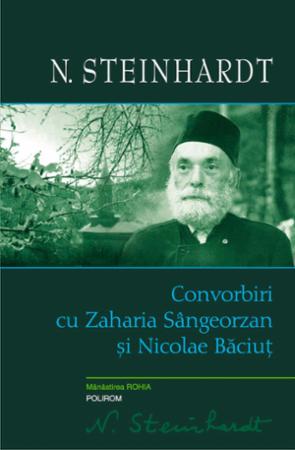 N. STEINHARDT
Convorbiri
cu Zaharia Sângeorzan
și Nicolae Băciuț
Mănăstirea ROHIA
POLIROM
N. Steinhardt